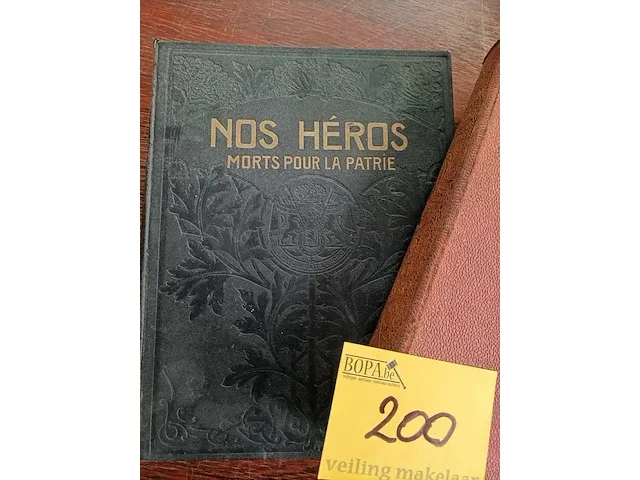 NOS HÉROS
MORTS POUR LA PATRIE
BOPA.be
200
veiling makelaar